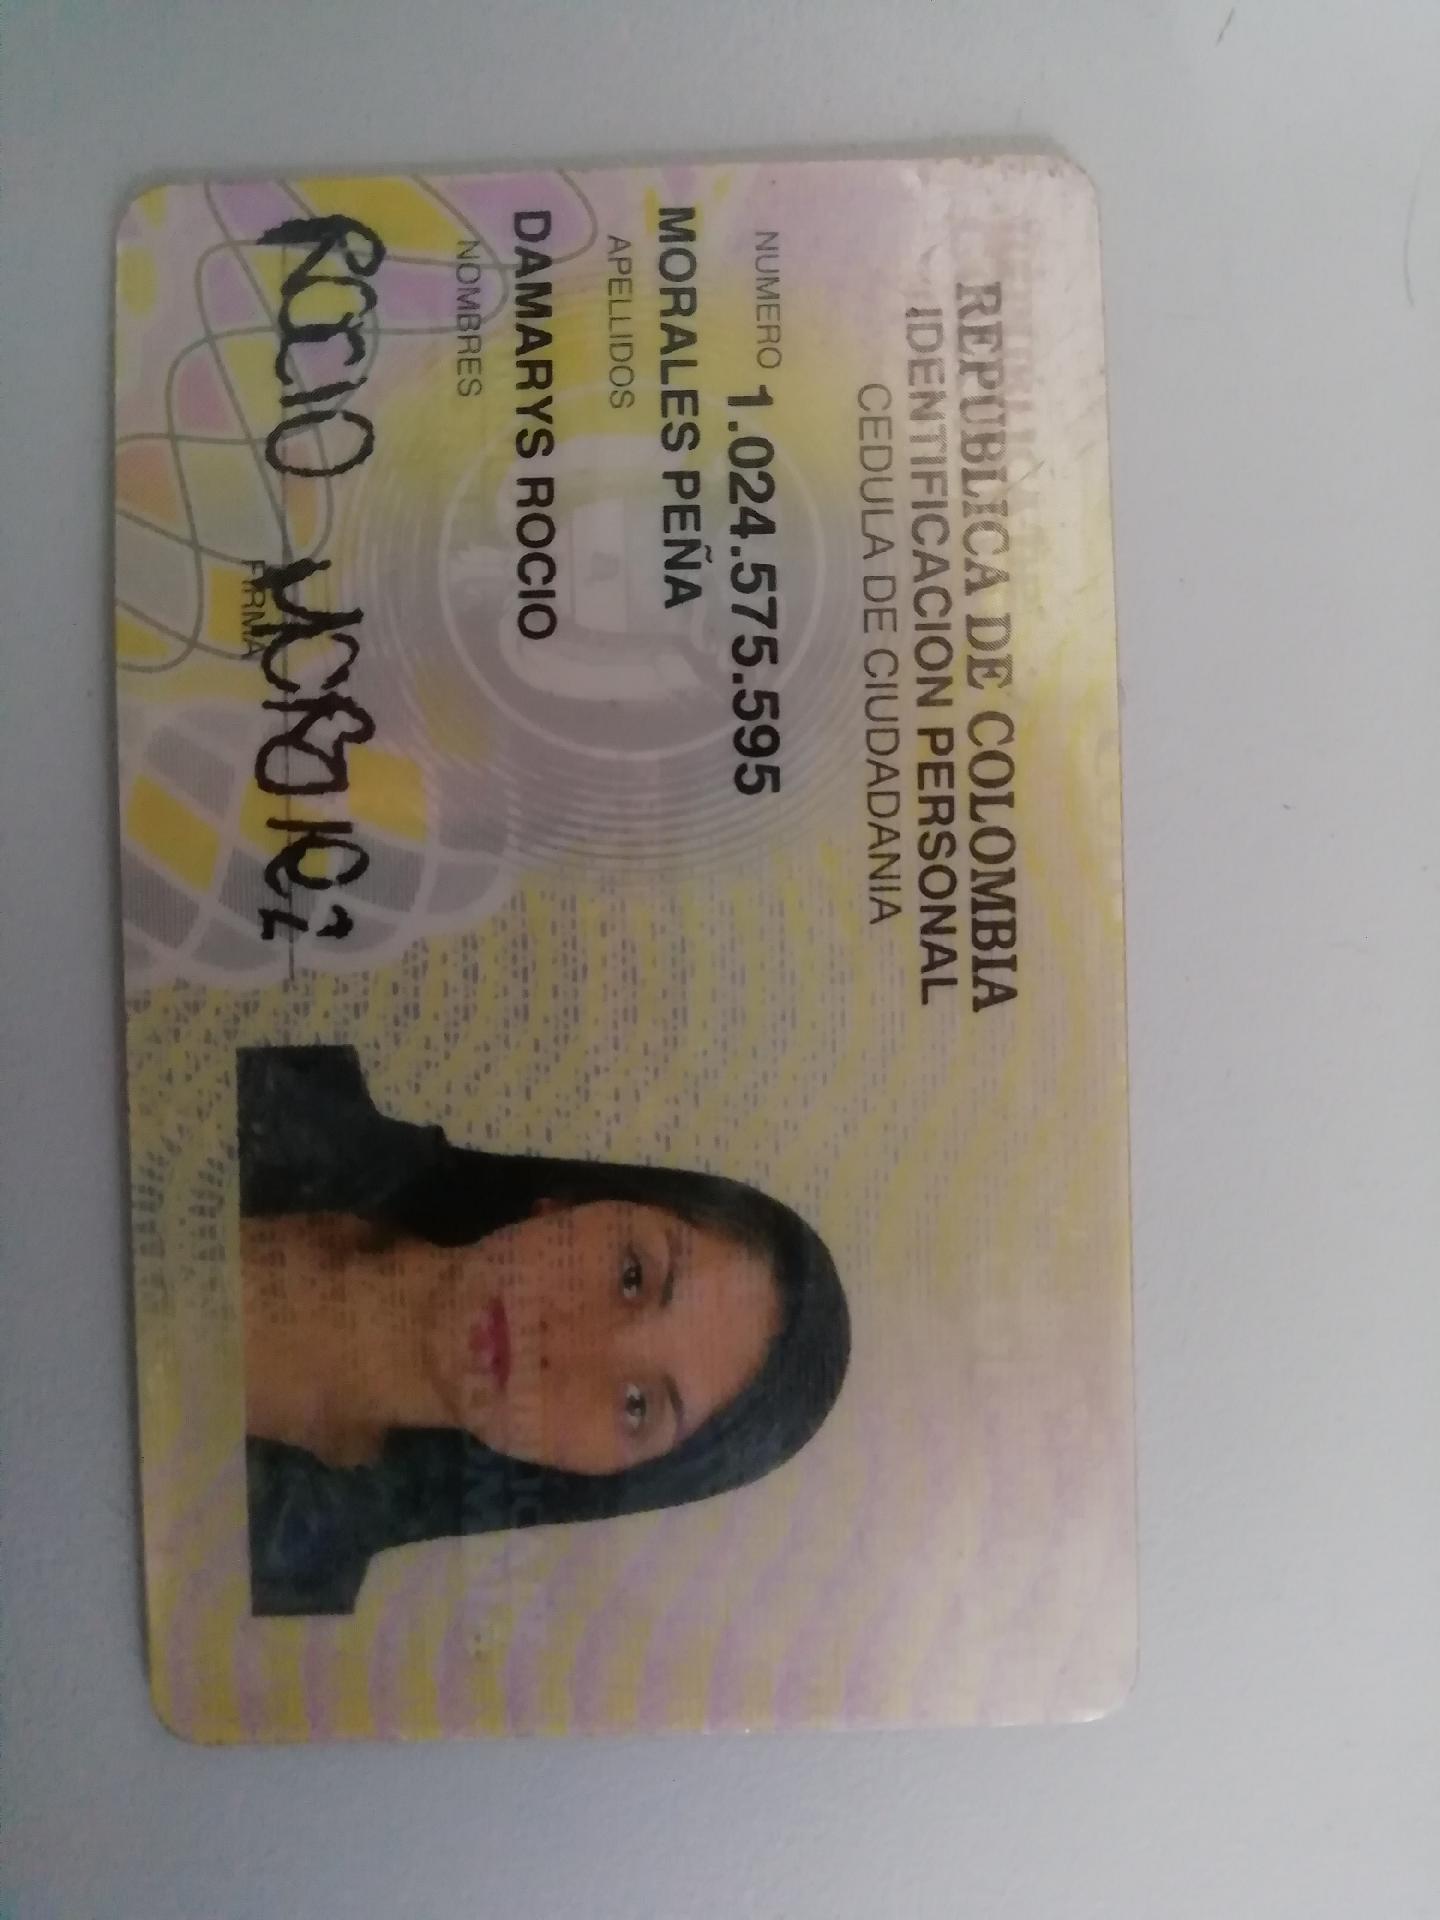 REPUBLICA DE COLOMBIA
IDENTIFICACION PERSONAL
CEDULA DE CIUDADANIA
NUMERO 1.024.575.595
MORALES PEÑA
APELLIDOS
DAMARYS ROCIO
NOMBRES
ROCIO
FIRMA